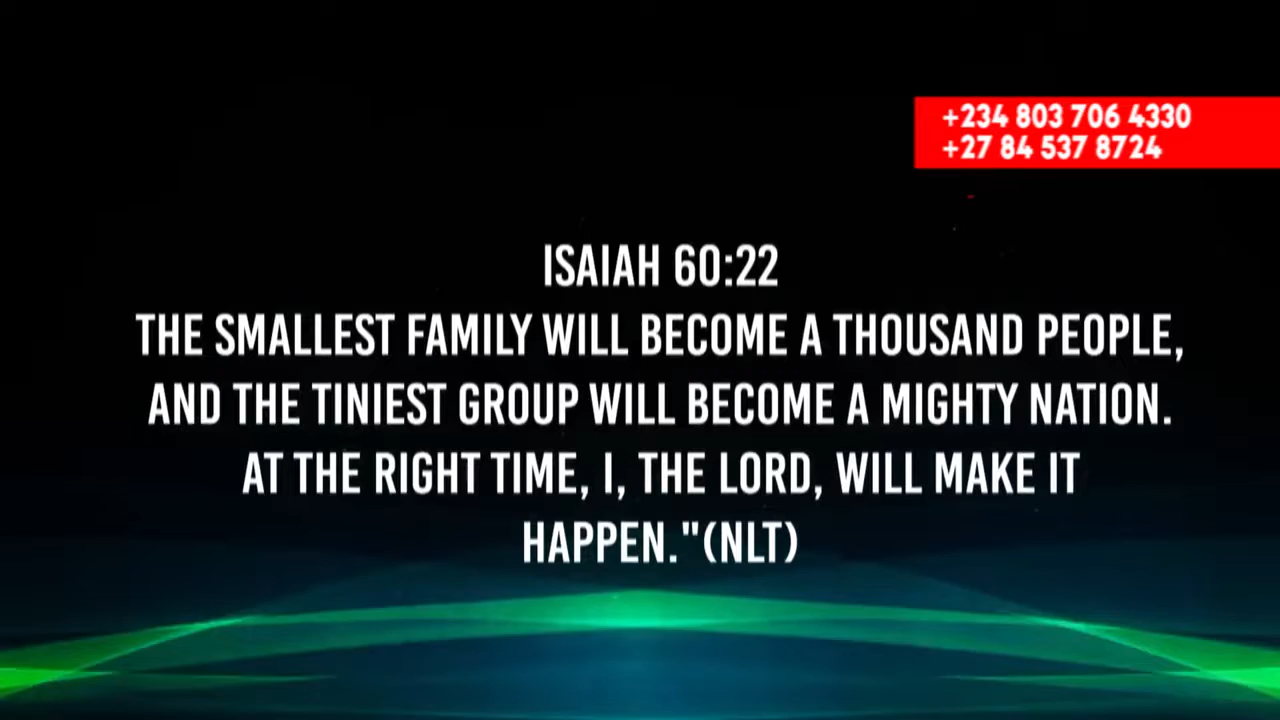 +234 803 706 4330
+27 84 537 8724
ISAIAH 60:22
THE SMALLEST FAMILY WILL BECOME A THOUSAND PEOPLE,
AND THE TINIEST GROUP WILL BECOME A MIGHTY NATION.
AT THE RIGHT TIME, I, THE LORD, WILL MAKE IT
HAPPEN."(NLT)